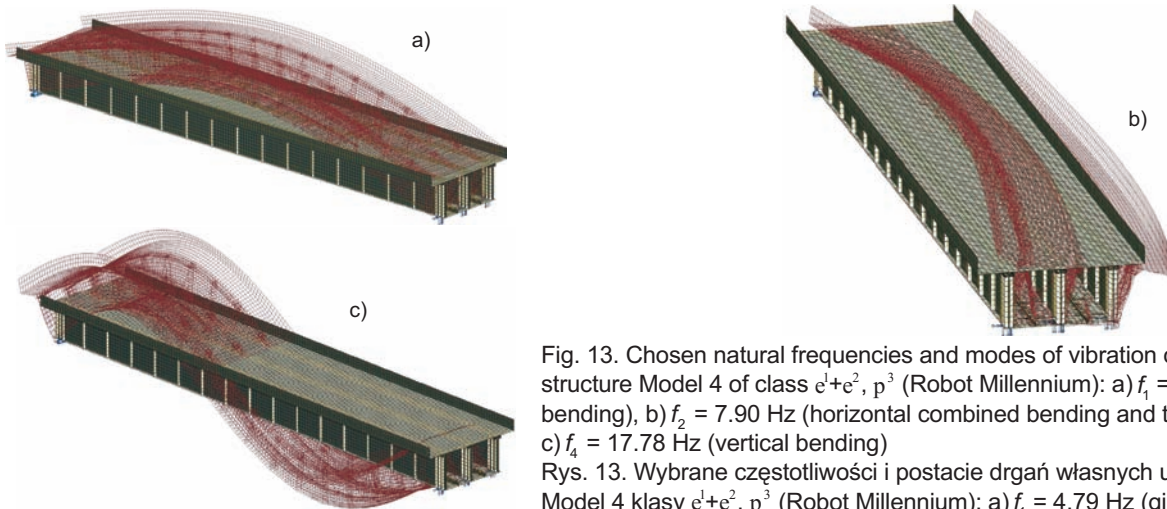 a)
b)
c)
Fig. 13. Chosen natural frequencies and modes of vibration
structure Model 4 of class e¹+e², p³ (Robot Millennium): a) f₁ =
bending), b) f₂ = 7.90 Hz (horizontal combined bending and
c) f₄ = 17.78 Hz (vertical bending)
Rys. 13. Wybrane częstotliwości i postacie drgań własnych
Model 4 klasy e¹+e², p³ (Robot Millennium): a) f₁ = 4.79 Hz